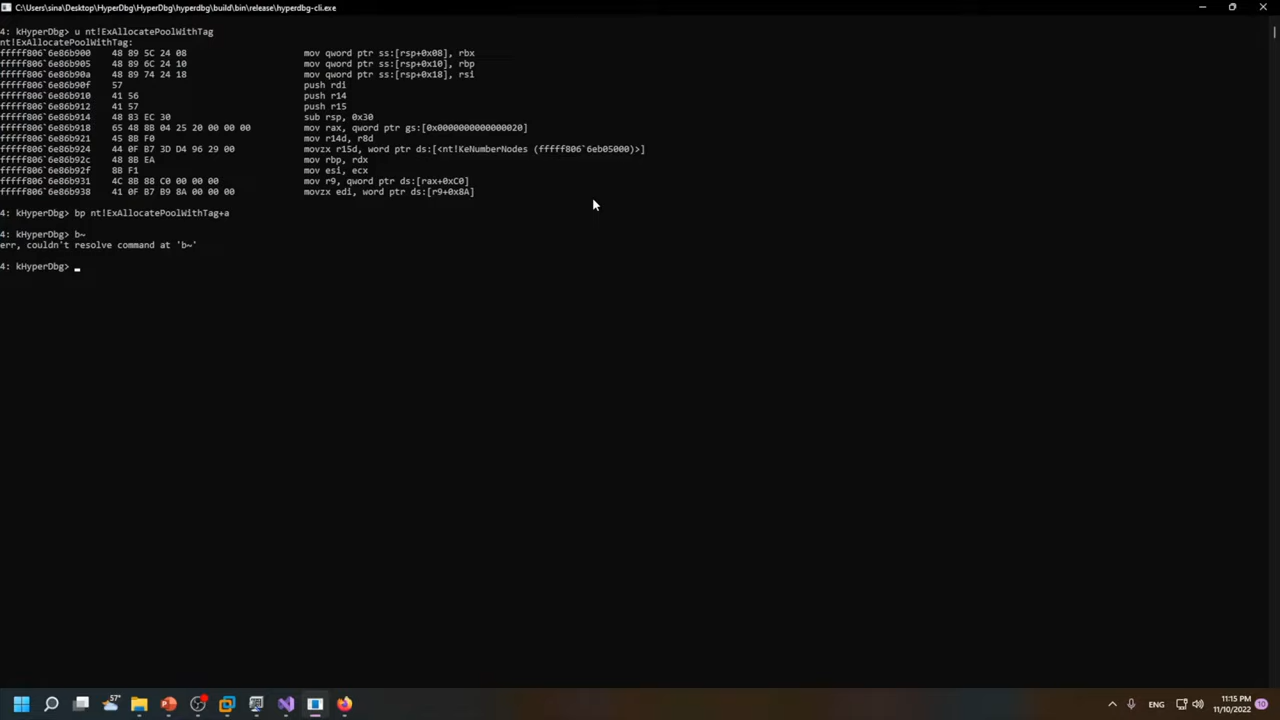 C:\Users\sina\Desktop\HyperDbg\HyperDbg\hyperdbg\build\bin\release\hyperdbg-cli.exe
4: kHyperDbg> u nt!ExAllocatePoolWithTag
nt!ExAllocatePoolWithTag:
fffff806`6e86b900 48 89 5C 24 08 mov qword ptr ss:[rsp+0x08], rbx
fffff806`6e86b905 48 89 6C 24 10 mov qword ptr ss:[rsp+0x10], rbp
fffff806`6e86b90a 48 89 74 24 18 mov qword ptr ss:[rsp+0x18], rsi
fffff806`6e86b90f 57 push rdi
fffff806`6e86b910 41 56 push r14
fffff806`6e86b912 41 57 push r15
fffff806`6e86b914 48 83 EC 30 sub rsp, 0x30
fffff806`6e86b918 65 48 8B 04 25 20 00 00 00 mov rax, qword ptr gs:[0x0000000000000020]
fffff806`6e86b921 45 8B F0 mov r14d, r8d
fffff806`6e86b924 44 0F B7 3D D4 96 29 00 movzx r15d, word ptr ds:[<nt!KeNumberNodes (fffff806`6eb05000)>]
fffff806`6e86b92c 48 8B EA mov rbp, rdx
fffff806`6e86b92f 8B F1 mov esi, ecx
fffff806`6e86b931 4C 8B 88 C0 00 00 00 mov r9, qword ptr ds:[rax+0xC0]
fffff806`6e86b938 41 0F B7 B9 8A 00 00 00 movzx edi, word ptr ds:[r9+0x8A]
4: kHyperDbg> bp nt!ExAllocatePoolWithTag+a
4: kHyperDbg> b~
err, couldn't resolve command at 'b~'
4: kHyperDbg>
57°
ENG
11:15 PM
11/10/2022
10